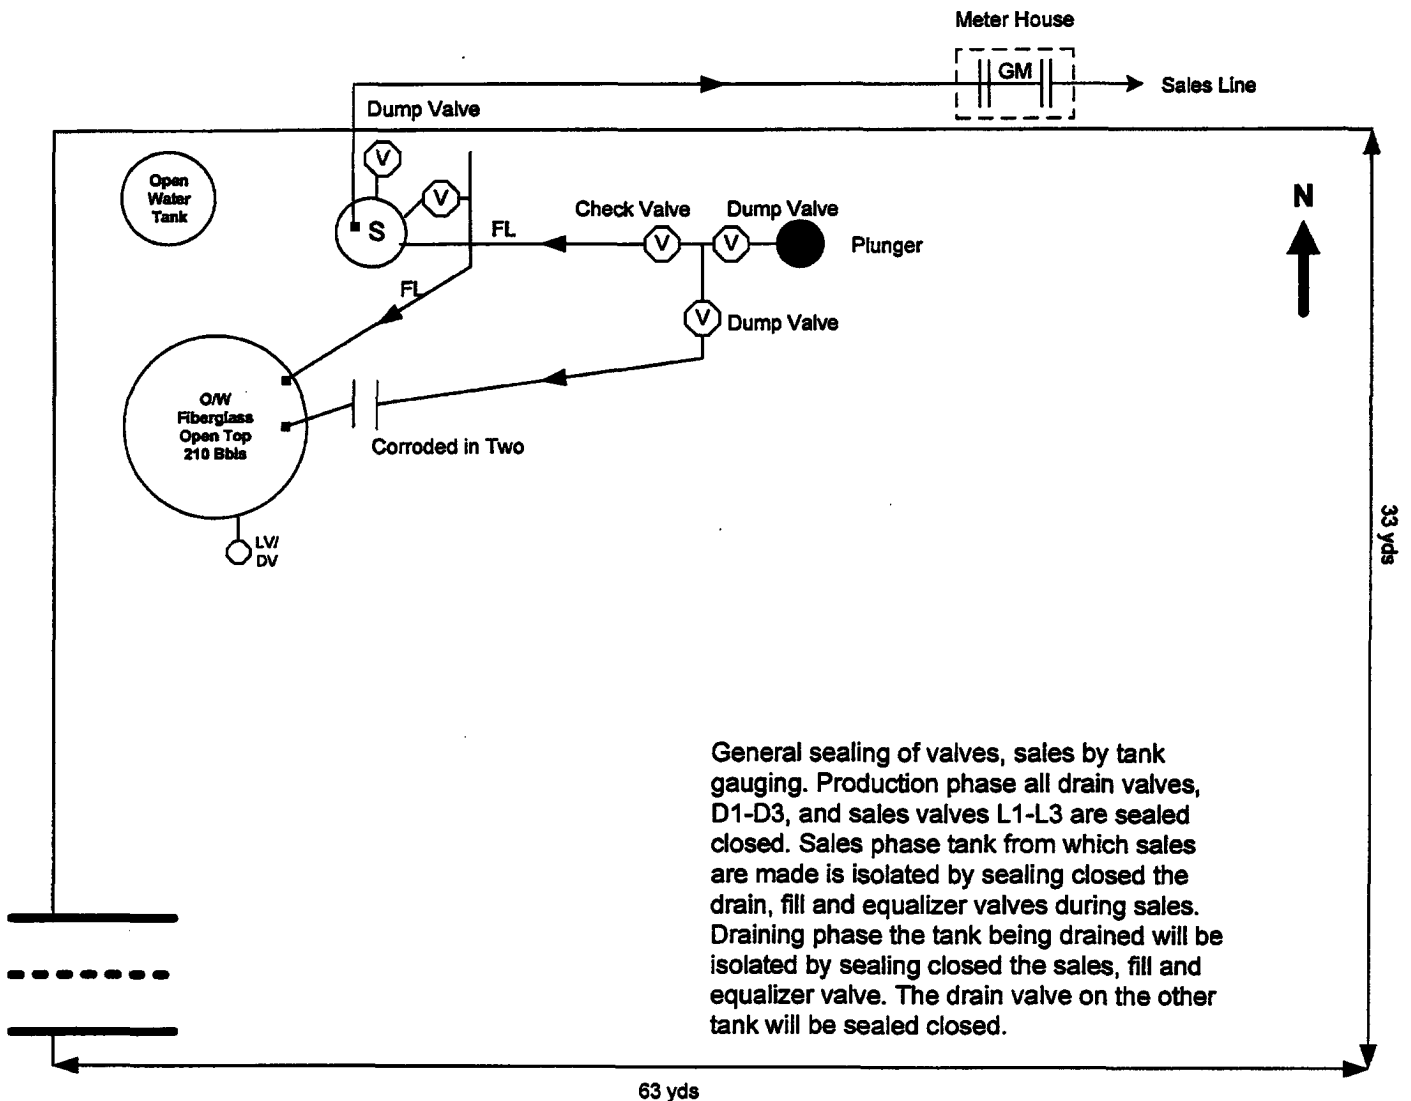 Meter House
GM
Sales Line
Dump Valve
V
Open
Water
Tank
V
S
FL
Check Valve
V
Dump Valve
V
Plunger
N
FL
V
Dump Valve
O/W
Fiberglass
Open Top
210 Bbls
Corroded in Two
LV/
DV
33 yds
General sealing of valves, sales by tank
gauging. Production phase all drain valves,
D1-D3, and sales valves L1-L3 are sealed
closed. Sales phase tank from which sales
are made is isolated by sealing closed the
drain, fill and equalizer valves during sales.
Draining phase the tank being drained will be
isolated by sealing closed the sales, fill and
equalizer valve. The drain valve on the other
tank will be sealed closed.
63 yds